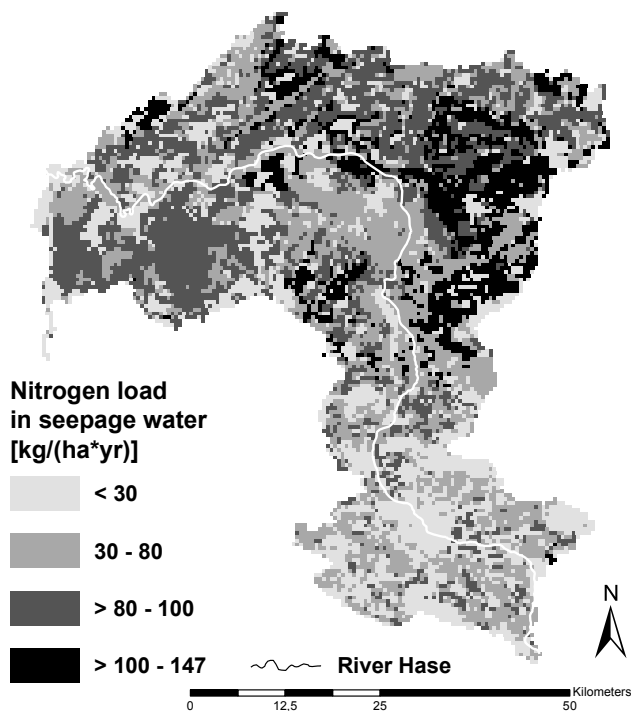 Nitrogen load
in seepage water
[kg/(ha*yr)]
< 30
30 - 80
> 80 - 100
> 100 - 147
River Hase
N
Kilometers
0 12,5 25 50